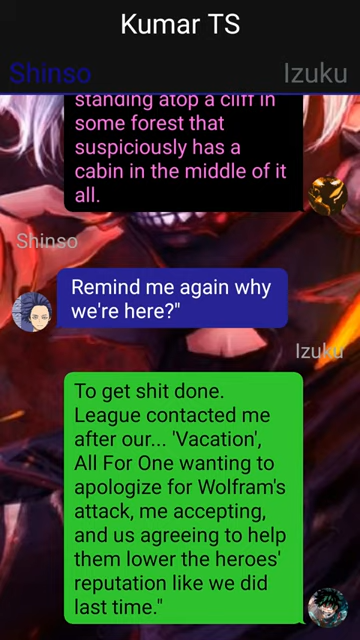 Kumar TS
Shinso
Izuku
standing atop a cliff in
some forest that
suspiciously has a
cabin in the middle of it
all.
Shinso
Remind me again why
we're here?"
Izuku
To get shit done.
League contacted me
after our... 'Vacation',
All For One wanting to
apologize for Wolfram's
attack, me accepting,
and us agreeing to help
them lower the heroes'
reputation like we did
last time."